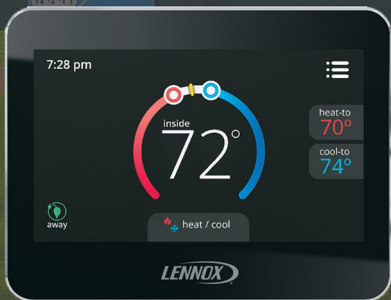 7:28 pm
inside
72°
heat-to
70°
cool-to
74°
away
heat / cool
LENNOX